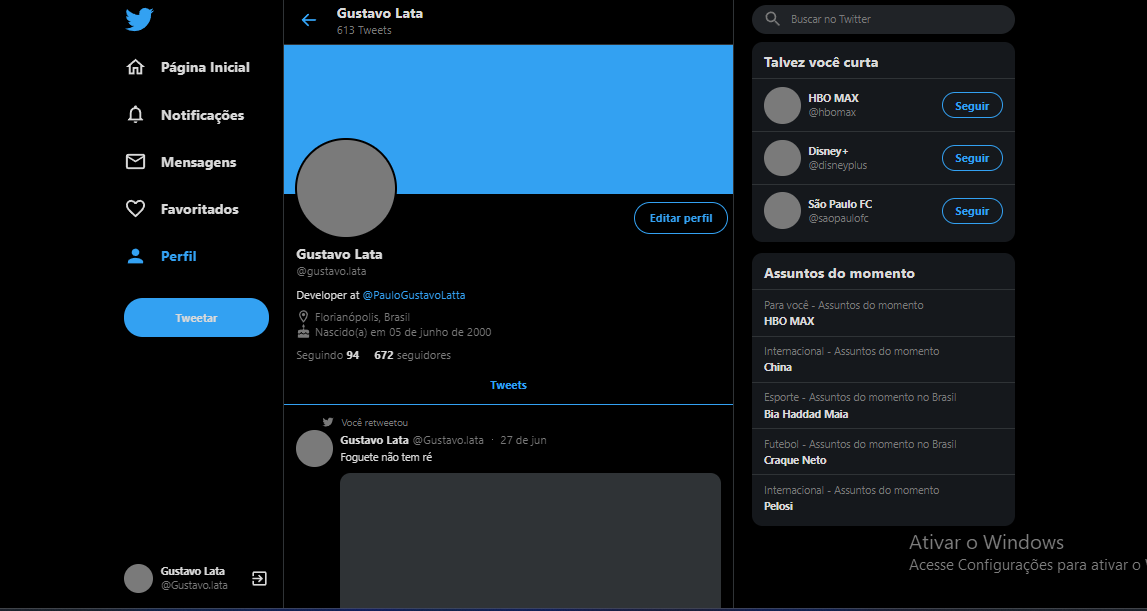 Página Inicial
Notificações
Mensagens
Favoritados
Perfil
Tweetar
Gustavo Lata
@Gustavo.lata
Gustavo Lata
613 Tweets
Editar perfil
Gustavo Lata
@gustavo.lata
Developer at @PauloGustavoLatta
Florianópolis, Brasil
Nascido(a) em 05 de junho de 2000
Seguindo 94 672 seguidores
Tweets
Você retweetou
Gustavo Lata @Gustavo.lata · 27 de jun
Foguete não tem ré
Buscar no Twitter
Talvez você curta
HBO MAX
@hbomax
Seguir
Disney+
@disneyplus
Seguir
São Paulo FC
@saopaulofc
Seguir
Assuntos do momento
Para você - Assuntos do momento
HBO MAX
Internacional - Assuntos do momento
China
Esporte - Assuntos do momento no Brasil
Bia Haddad Maia
Futebol - Assuntos do momento no Brasil
Craque Neto
Internacional - Assuntos do momento
Pelosi
Ativar o Windows
Acesse Configurações para ativar o